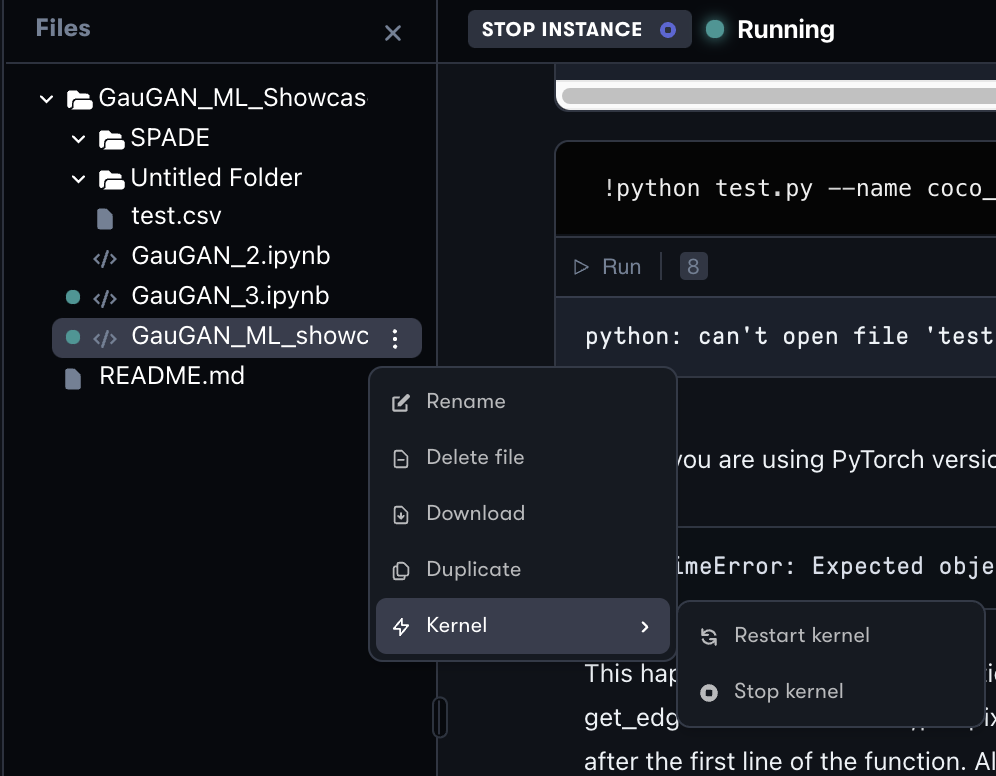 Files
STOP INSTANCE
Running
GauGAN_ML_Showcas
SPADE
Untitled Folder
test.csv
GauGAN_2.ipynb
GauGAN_3.ipynb
GauGAN_ML_showc
README.md
Rename
Delete file
Download
Duplicate
Kernel
Restart kernel
Stop kernel
!python test.py --name coco_
Run
8
python: can't open file 'test
you are using PyTorch versio
imeError: Expected obje
This hap
get_edg
after the first line of the function. Al